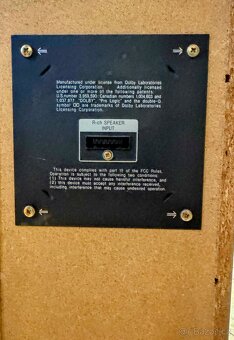 Manufactured under license from Dolby Laboratories
Licensing Corporation. Additionally licensed
under one or more of the following patents:
U.S.number 3,959,590; Canadian numbers 1,004,603 and
1,037,877. "DOLBY", "Pro Logic" and the double-D
symbol are trademarks of Dolby Laboratories
Licensing Corporation.
R-ch SPEAKER
INPUT
This device complies with part 15 of the FCC Rules.
Operation is subject to the following two conditions:
(1) This device may not cause harmful interference, and
(2) this device must accept any interference received,
including interference that may cause undesired operation.